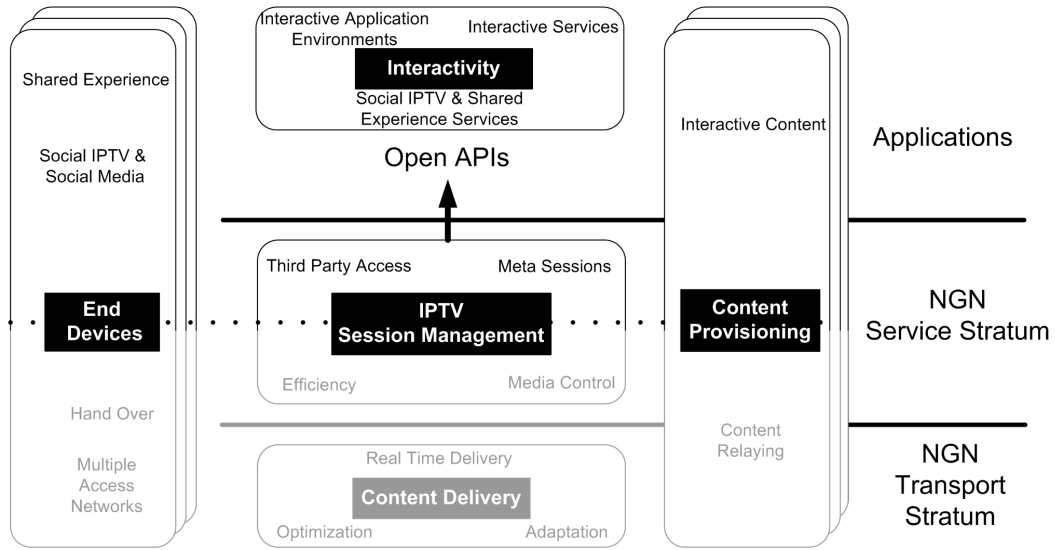 Shared Experience
Social IPTV &
Social Media
End
Devices
Hand Over
Multiple
Access
Networks
Interactive Application
Environments
Interactive Services
Interactivity
Social IPTV & Shared
Experience Services
Open APIs
Third Party Access
Meta Sessions
IPTV
Session Management
Efficiency
Media Control
Real Time Delivery
Content Delivery
Optimization
Adaptation
Interactive Content
Content
Provisioning
Content
Relaying
Applications
NGN
Service Stratum
NGN
Transport
Stratum